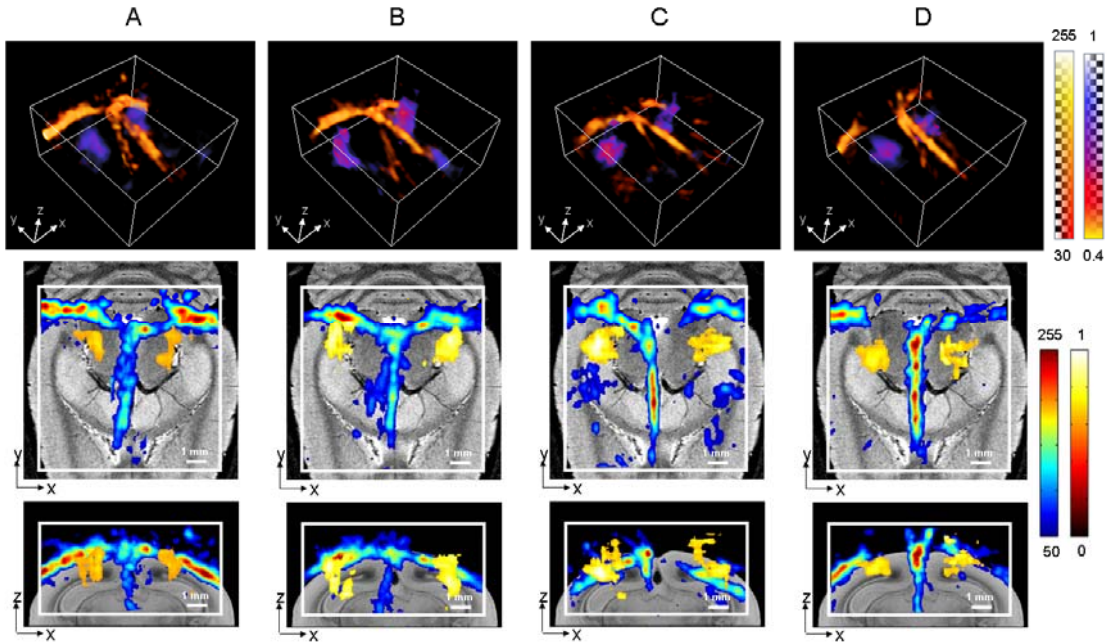 A B C D
255 1
y z x y z x y z x y z x
30 0.4
1 mm 1 mm 1 mm 1 mm
y y y y
x x x x
255 1
50 0
1 mm 1 mm 1 mm 1 mm
z z z z
x x x x